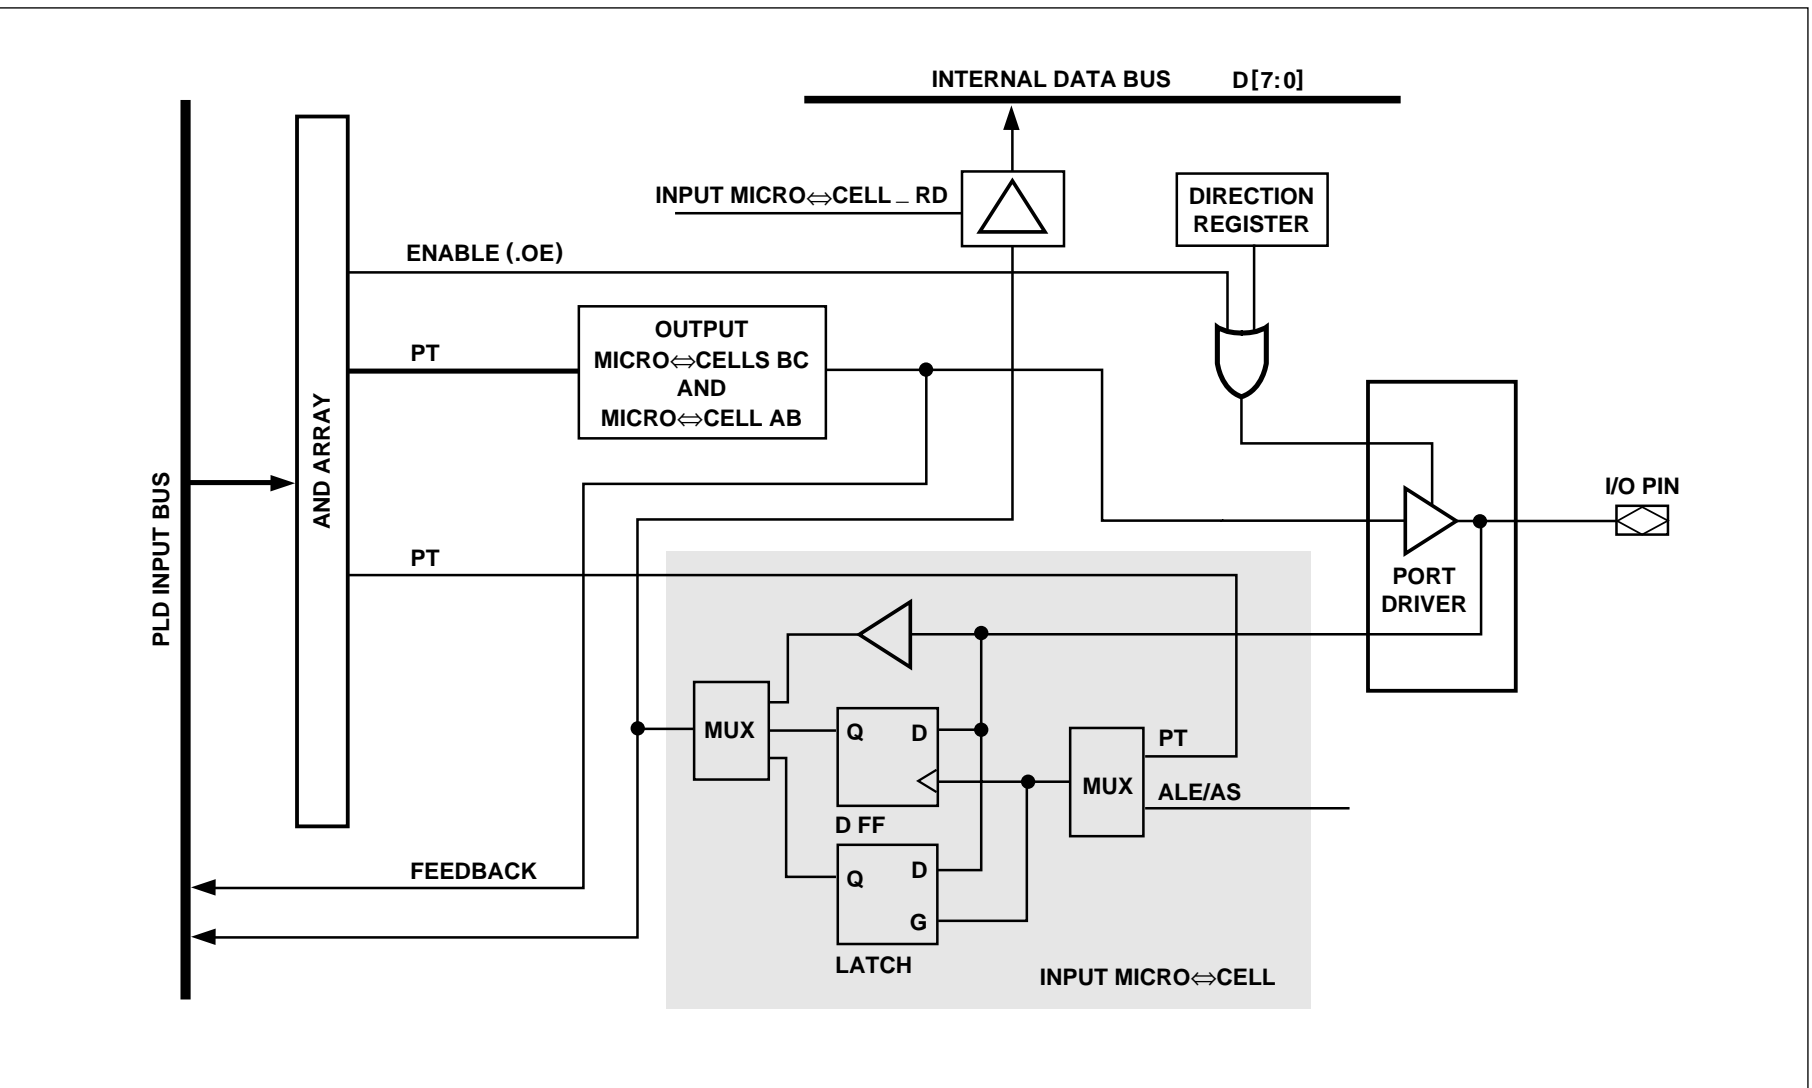 INTERNAL DATA BUS D[7:0]
INPUT MICRO⇔CELL _ RD
DIRECTION
REGISTER
ENABLE (.OE)
PT
OUTPUT
MICRO⇔CELLS BC
AND
MICRO⇔CELL AB
AND ARRAY
PLD INPUT BUS
I/O PIN
PORT
DRIVER
PT
MUX
Q D
D FF
MUX
PT
ALE/AS
Q D
G
LATCH
FEEDBACK
INPUT MICRO⇔CELL